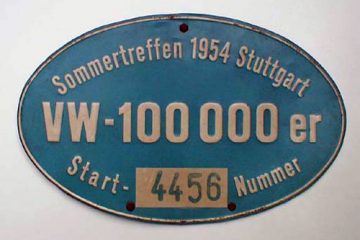 Sommertreffen 1954 Stuttgart
VW-100 000 er
Start- 4456 Nummer